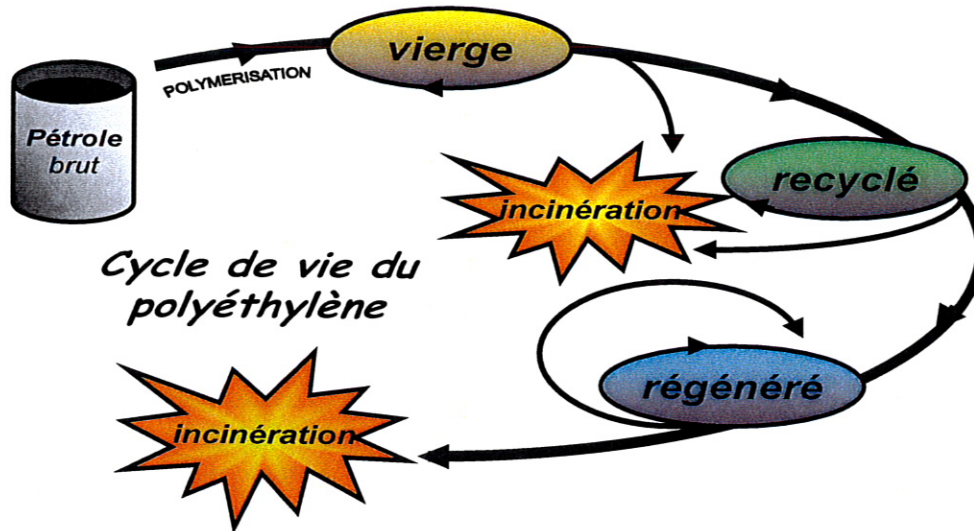 vierge
POLYMERISATION
Pétrole
brut
recyclé
incinération
Cycle de vie du
polyéthylène
régénéré
incinération